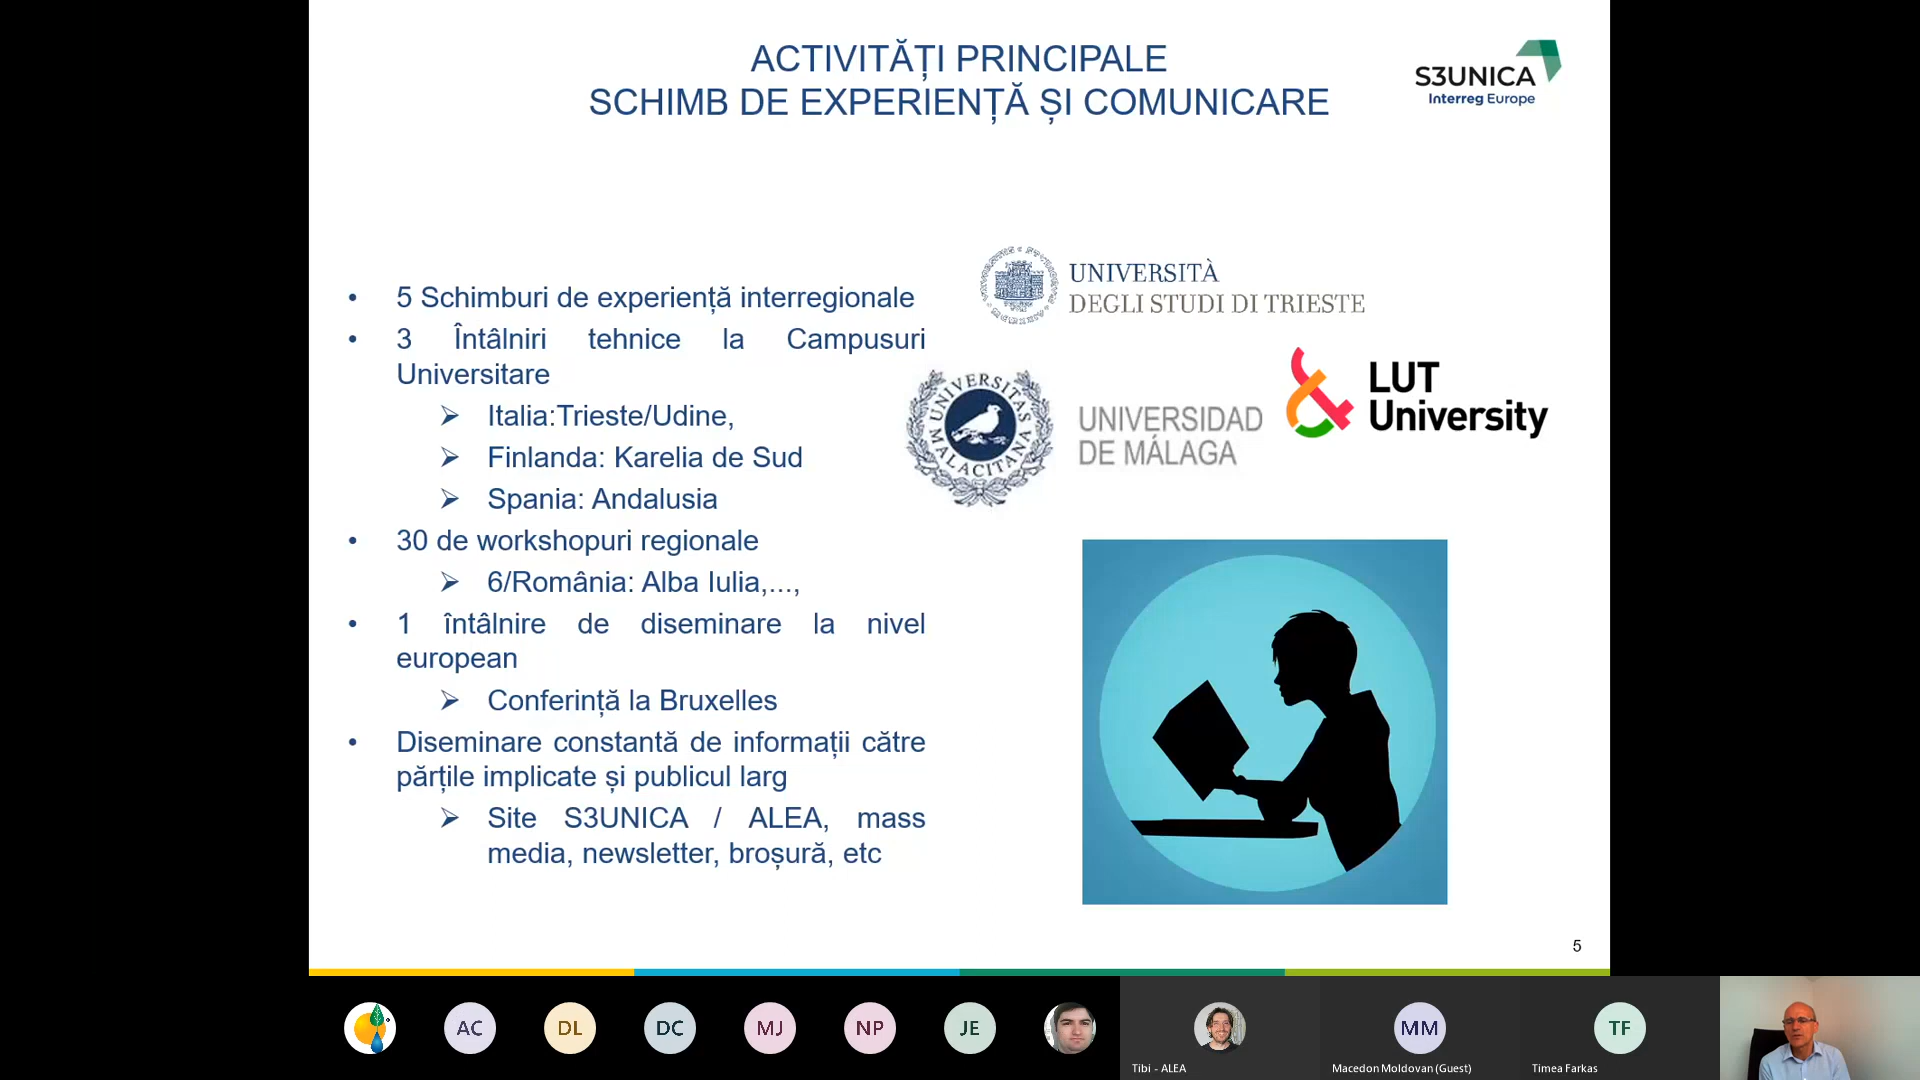 ACTIVITĂȚI PRINCIPALE
SCHIMB DE EXPERIENȚĂ ȘI COMUNICARE
S3UNICA
Interreg Europe
• 5 Schimburi de experiență interregionale
• 3 Întâlniri tehnice la Campusuri
Universitare
➢ Italia:Trieste/Udine,
➢ Finlanda: Karelia de Sud
➢ Spania: Andalusia
• 30 de workshopuri regionale
➢ 6/România: Alba Iulia,...,
• 1 întâlnire de diseminare la nivel
european
➢ Conferință la Bruxelles
• Diseminare constantă de informații către
părțile implicate și publicul larg
➢ Site S3UNICA / ALEA, mass
media, newsletter, broșură, etc
UNIVERSITÀ
DEGLI STUDI DI TRIESTE
UNIVERSITAS
MALACITANA
UNIVERSIDAD
DE MÁLAGA
LUT
University
5
AC
DL
DC
MJ
NP
JE
Tibi - ALEA
MM
Macedon Moldovan (Guest)
TF
Timea Farkas